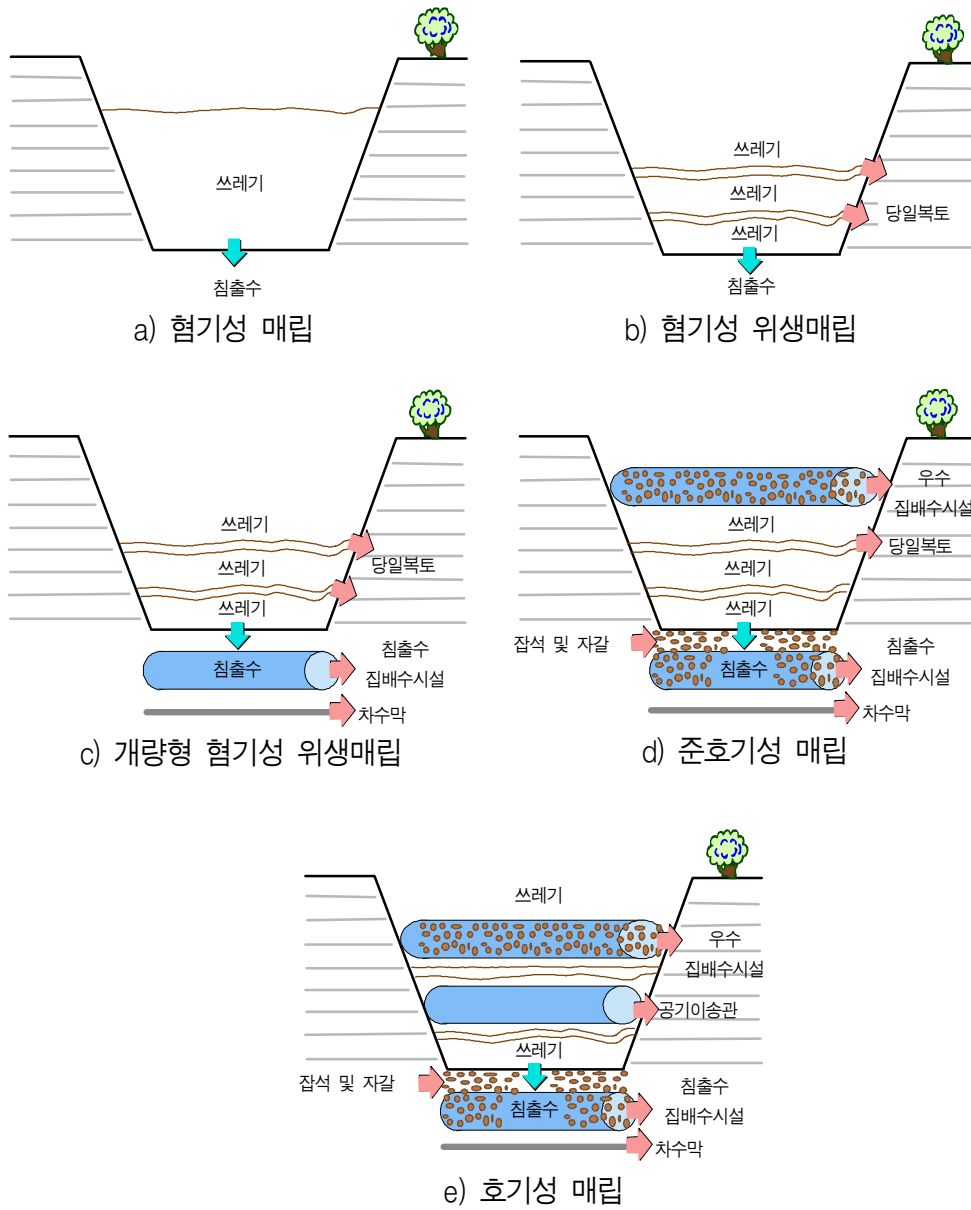 쓰레기
침출수
a) 혐기성 매립
쓰레기
쓰레기
당일복토
쓰레기
침출수
b) 혐기성 위생매립
쓰레기
당일복토
쓰레기
쓰레기
침출수
침출수
집배수시설
차수막
c) 개량형 혐기성 위생매립
우수
집배수시설
쓰레기
당일복토
쓰레기
쓰레기
잡석 및 자갈
침출수
침출수
집배수시설
차수막
d) 준호기성 매립
쓰레기
우수
집배수시설
공기이송관
쓰레기
잡석 및 자갈
침출수
침출수
집배수시설
차수막
e) 호기성 매립